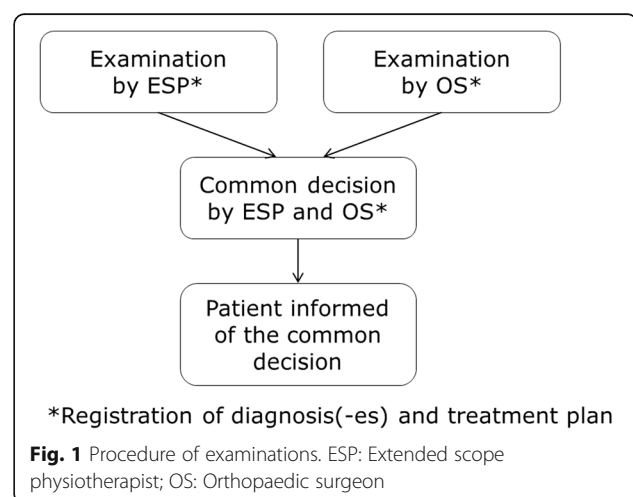 Examination
by ESP*
Examination
by OS*
Common decision
by ESP and OS*
Patient informed
of the common
decision
*Registration of diagnosis(-es) and treatment plan
Fig. 1 Procedure of examinations. ESP: Extended scope
physiotherapist; OS: Orthopaedic surgeon